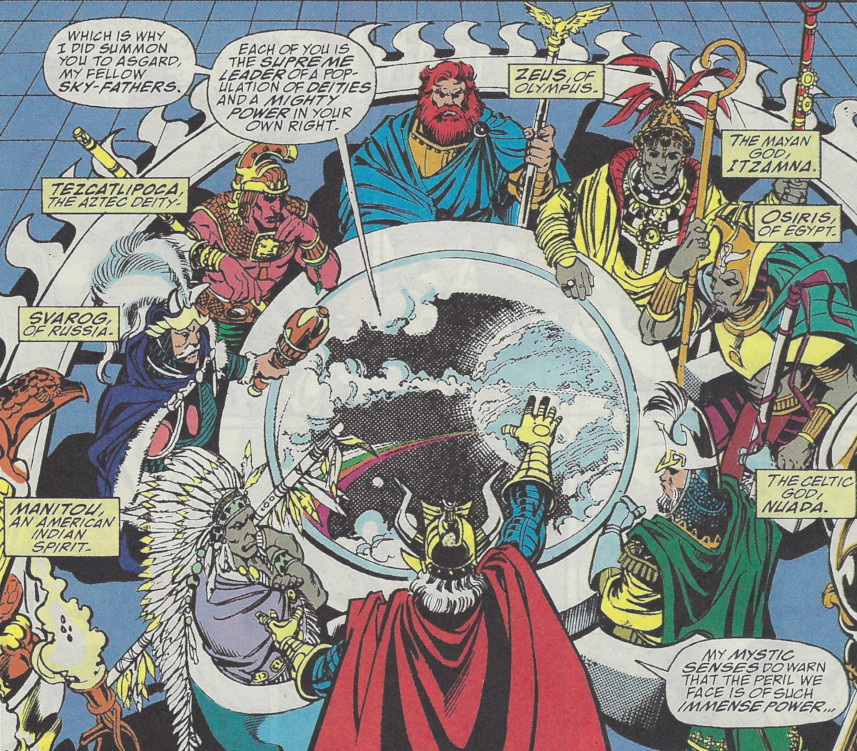 WHICH IS WHY
I DID SUMMON
YOU TO ASGARD,
MY FELLOW
SKY-FATHERS.
EACH OF YOU IS
THE SUPREME
LEADER OF A POP-
ULATION OF DEITIES
AND A MIGHTY
POWER IN YOUR
OWN RIGHT.
ZEUS, OF
OLYMPUS.
THE MAYAN
GOD,
ITZAMNA.
TEZCATLIPOCA,
THE AZTEC DEITY-
OSIRIS,
OF EGYPT.
SVAROG,
OF RUSSIA-
THE CELTIC
GOD,
NUADA.
MANITOU,
AN AMERICAN
INDIAN
SPIRIT.
MY MYSTIC
SENSES DO WARN
THAT THE PERIL WE
FACE IS OF SUCH
IMMENSE POWER...